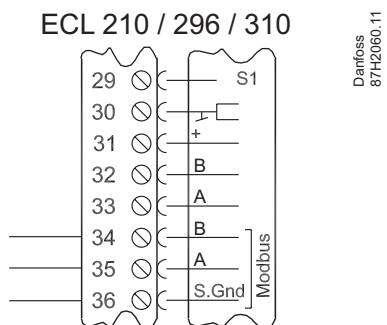 ECL 210 / 296 / 310
Danfoss
87H2060.11
29 S1
30
31 +
32 B
33 A
34 B
35 A
36 S.Gnd
Modbus